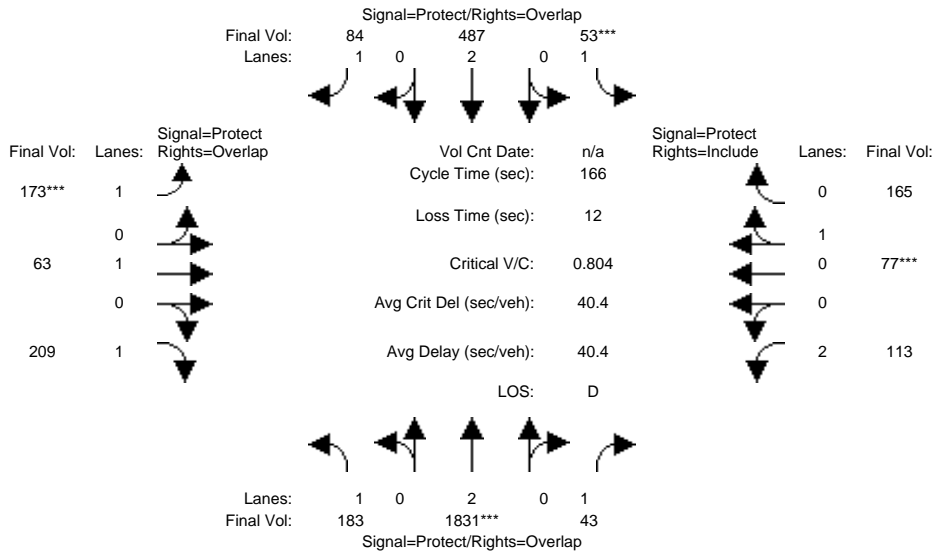 Signal=Protect/Rights=Overlap
Final Vol: 84 487 53***
Lanes: 1 0 2 0 1
Signal=Protect Signal=Protect
Final Vol: Lanes: Rights=Overlap Vol Cnt Date: n/a Rights=Include Lanes: Final Vol:
Cycle Time (sec): 166
173*** 1 0 165
Loss Time (sec): 12
0 1
63 1 Critical V/C: 0.804 0 77***
0 Avg Crit Del (sec/veh): 40.4 0
209 1 Avg Delay (sec/veh): 40.4 2 113
LOS: D
Lanes: 1 0 2 0 1
Final Vol: 183 1831*** 43
Signal=Protect/Rights=Overlap